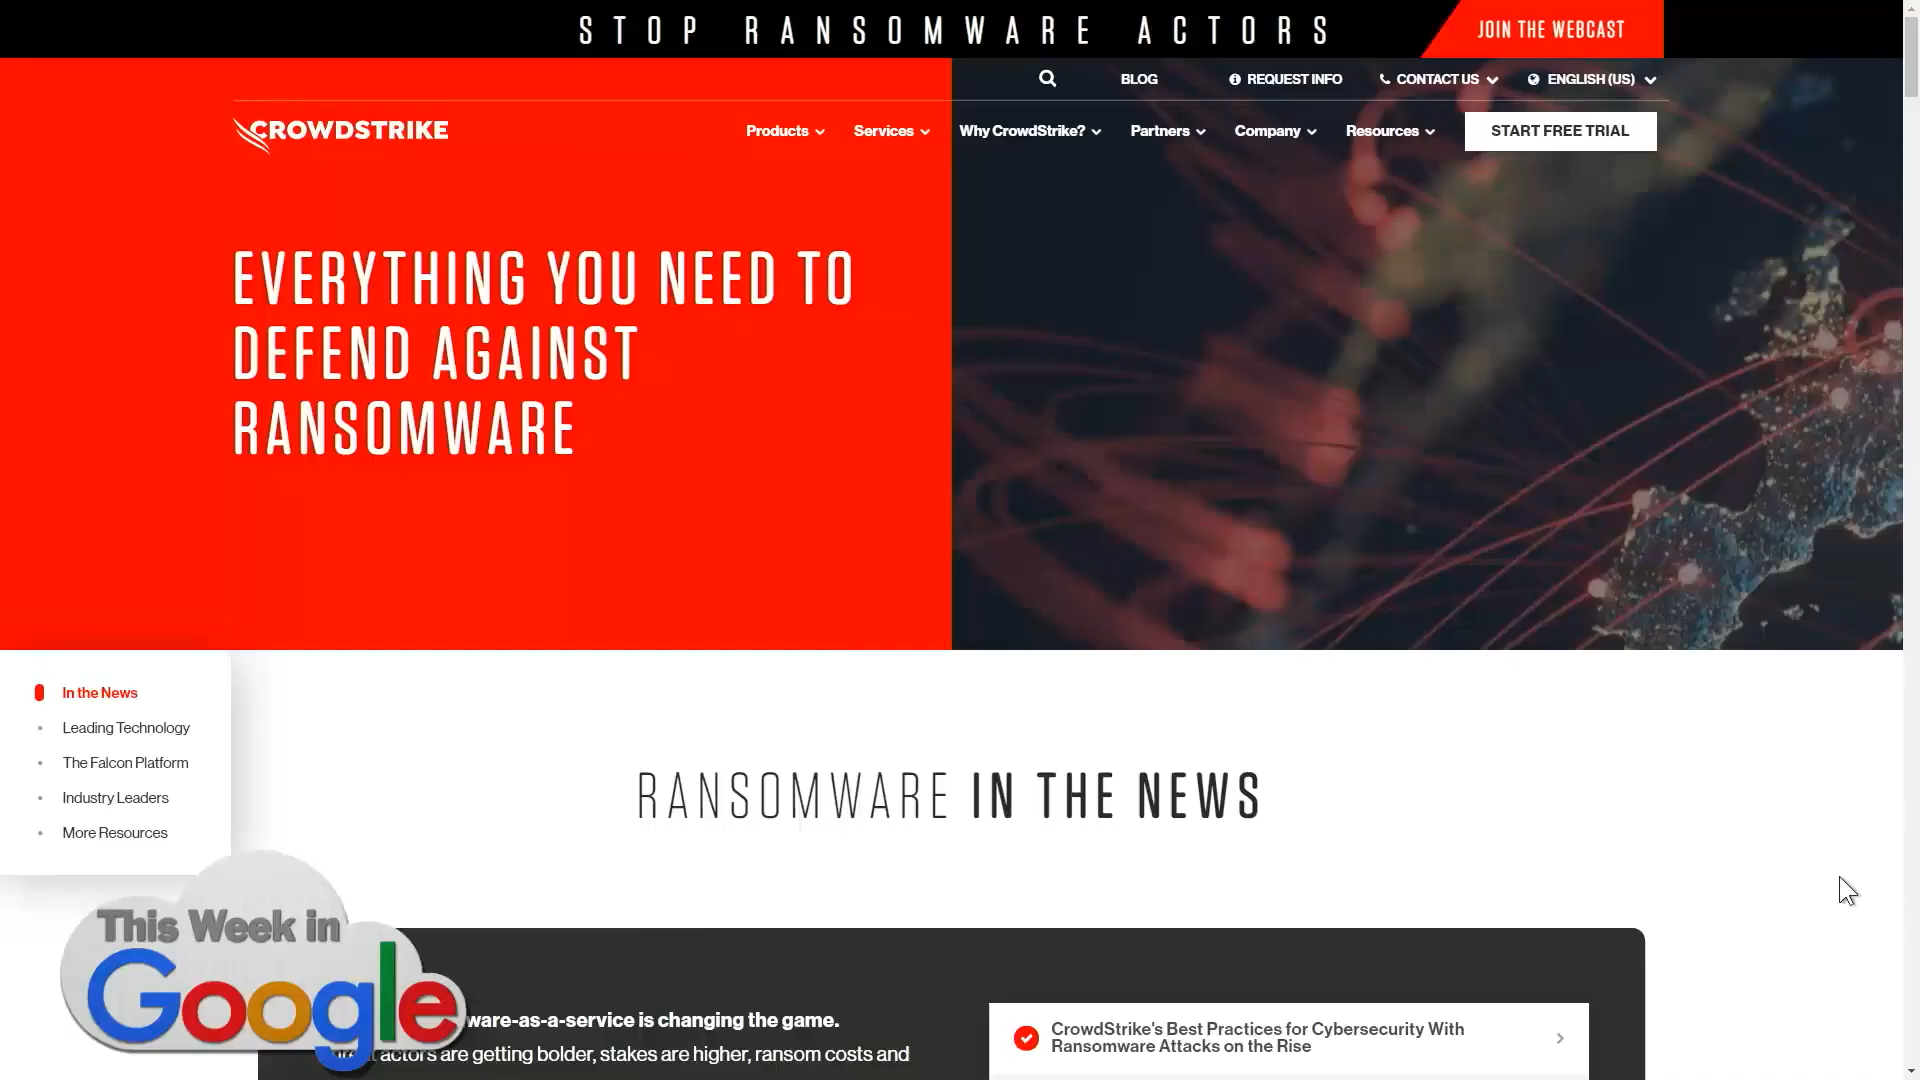 STOP RANSOMWARE ACTORS
JOIN THE WEBCAST
BLOG
REQUEST INFO
CONTACT US
ENGLISH (US)
CROWDSTRIKE
Products
Services
Why CrowdStrike?
Partners
Company
Resources
START FREE TRIAL
EVERYTHING YOU NEED TO
DEFEND AGAINST
RANSOMWARE
In the News
Leading Technology
The Falcon Platform
Industry Leaders
More Resources
RANSOMWARE IN THE NEWS
This Week in
Google
ware-as-a-service is changing the game.
actors are getting bolder, stakes are higher, ransom costs and
CrowdStrike's Best Practices for Cybersecurity With
Ransomware Attacks on the Rise